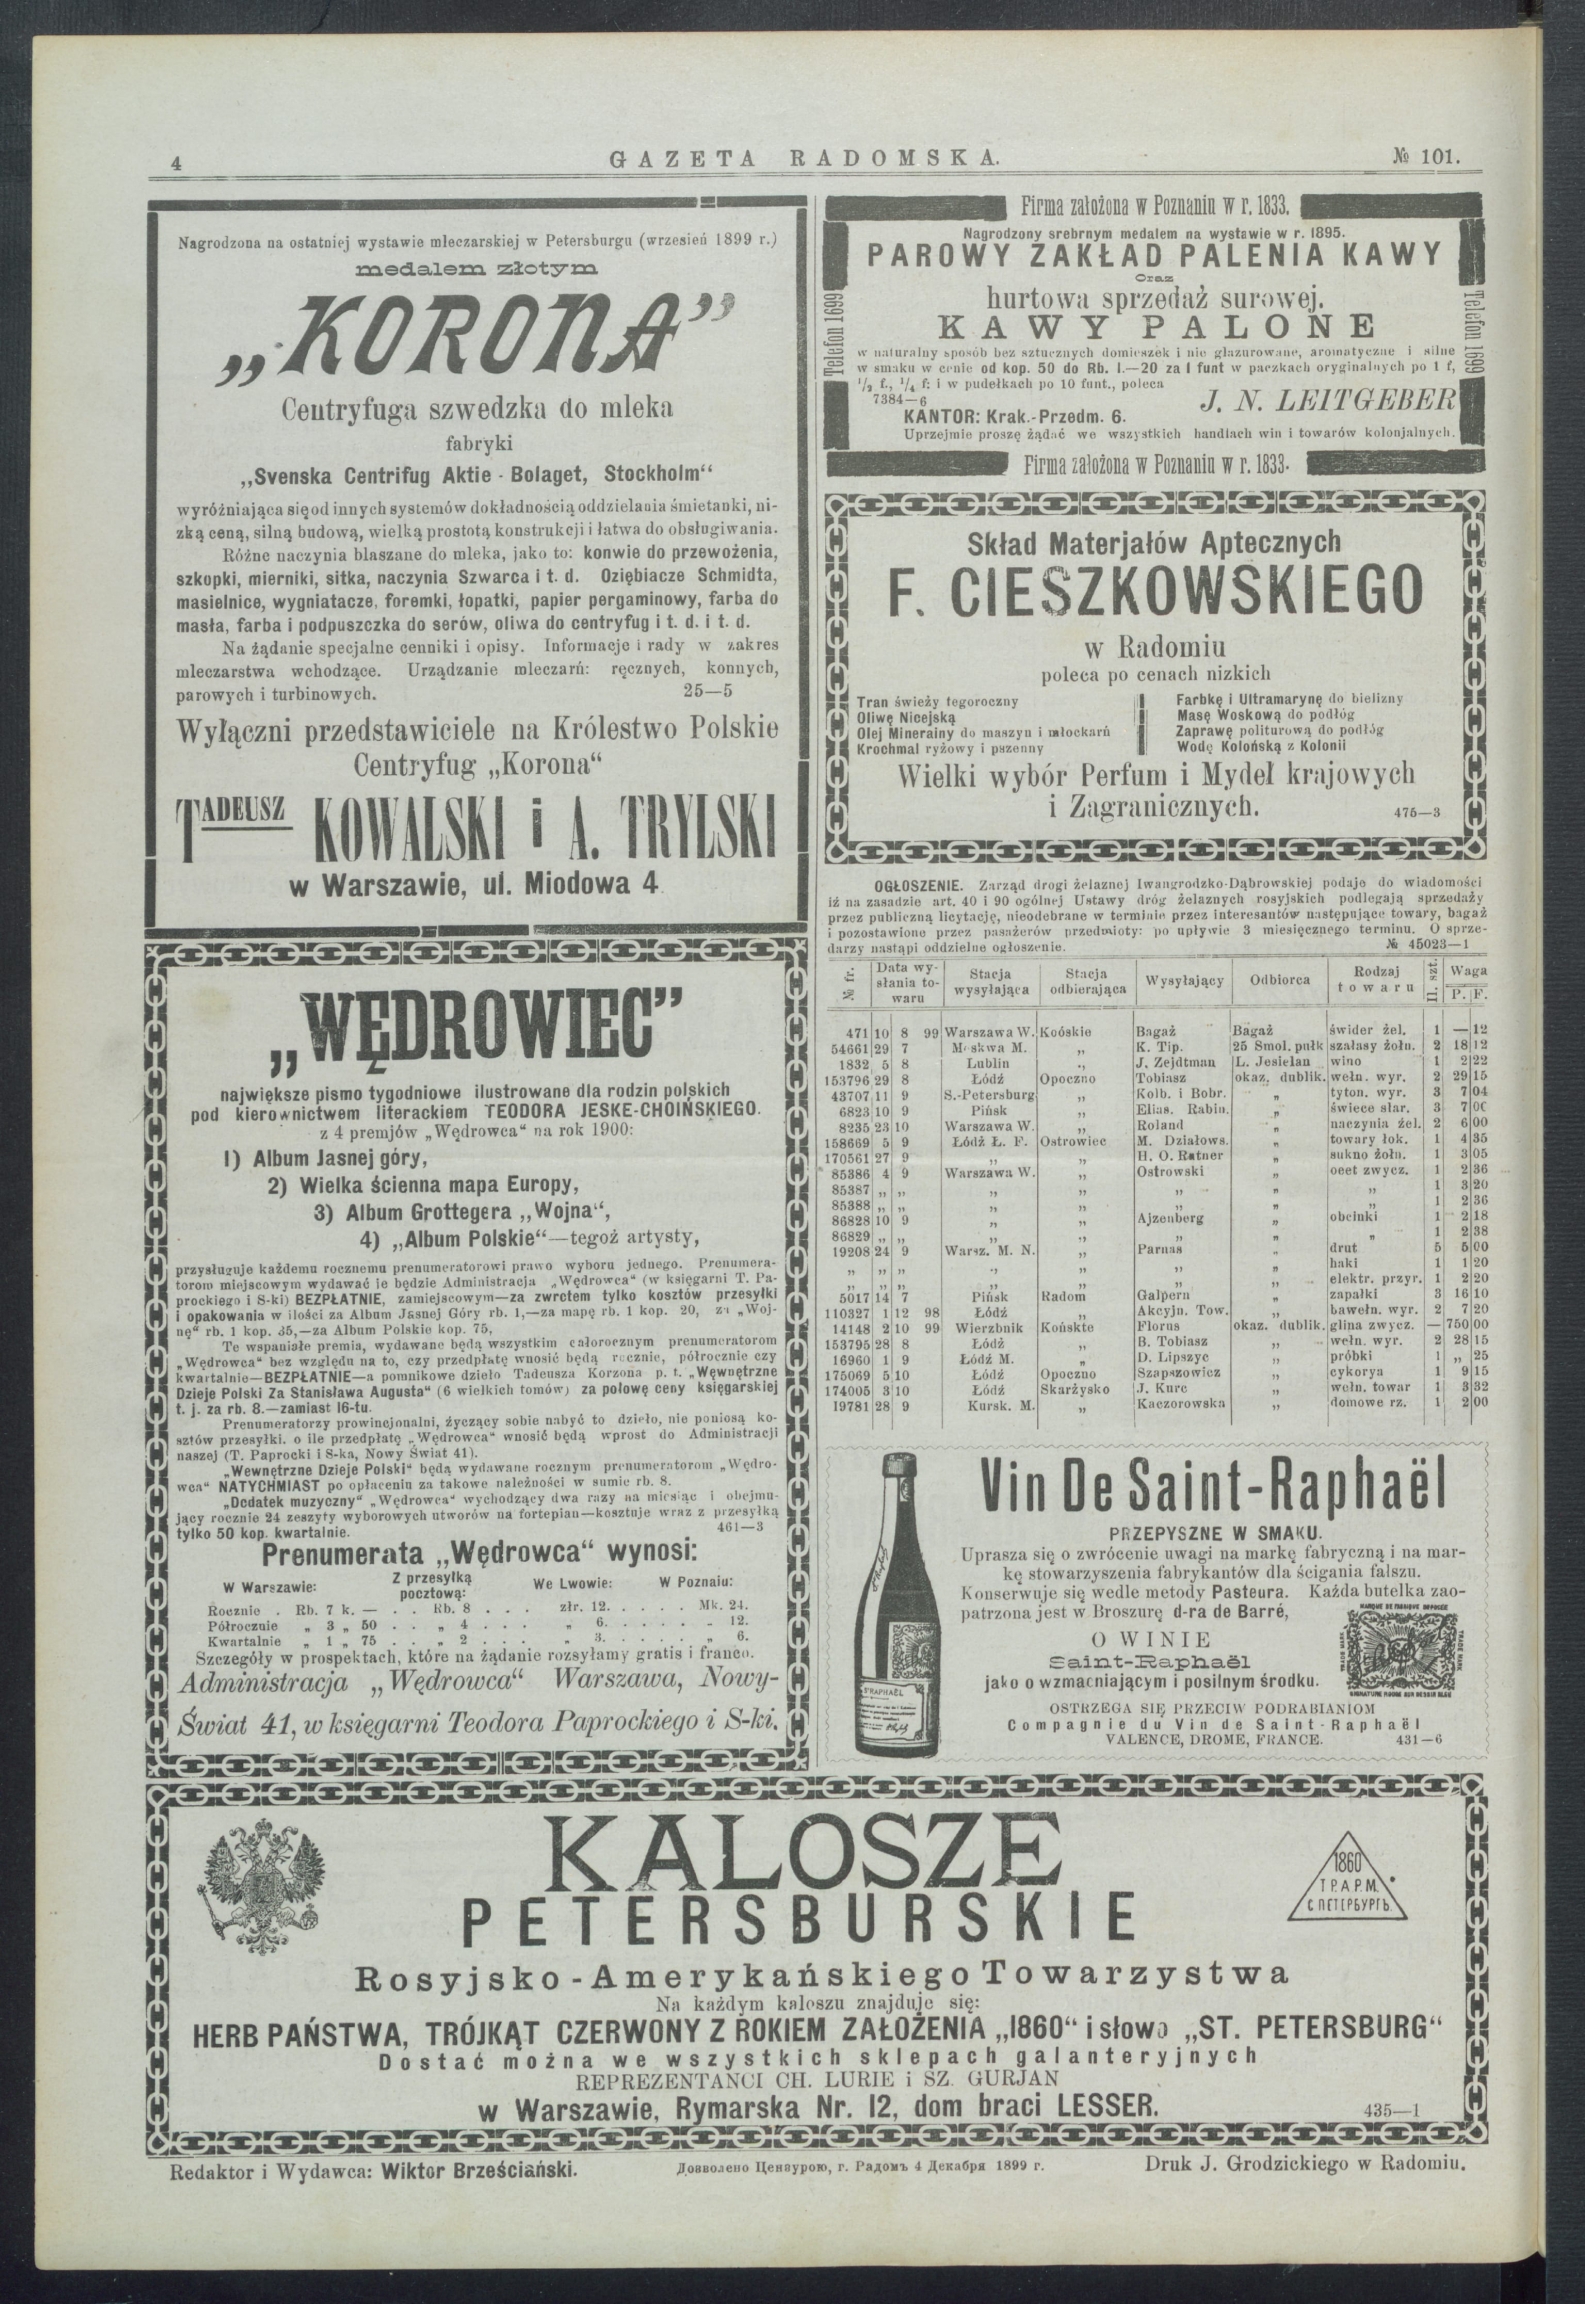 4
GAZETA RADOMSKA.
№ 101.
Nagrodzona na ostatniej wystawie mleczarskiej w Petersburgu (wrzesień 1899 r.)
medalem złotym
„KORONA”
Centryfuga szwedzka do mleka
fabryki
„Svenska Centrifug Aktie - Bolaget, Stockholm“
wyróżniająca się od innych systemów dokładnością oddzielania śmietanki, ni-
zką ceną, silną budową, wielką prostotą konstrukcji i łatwa do obsługiwania.
Różne naczynia blaszane do mleka, jako to: konwie do przewożenia,
szkopki, mierniki, sitka, naczynia Szwarca i t. d. Oziębiacze Schmidta,
masielnice, wygniatacze, foremki, łopatki, papier pergaminowy, farba do
masła, farba i podpuszczka do serów, oliwa do centryfug i t. d. i t. d.
Na żądanie specjalne cenniki i opisy. Informacje i rady w zakres
mleczarstwa wchodzące. Urządzanie mleczarń: ręcznych, konnych,
parowych i turbinowych. 25—5
Wyłączni przedstawiciele na Królestwo Polskie
Centryfug „Korona“
TADEUSZ KOWALSKI i A. TRYLSKI
w Warszawie, ul. Miodowa 4
„WĘDROWIEC”
największe pismo tygodniowe ilustrowane dla rodzin polskich
pod kierownictwem literackiem TEODORA JESKE-CHOIŃSKIEGO.
z 4 premjów „Wędrowca“ na rok 1900:
1) Album Jasnej góry,
2) Wielka ścienna mapa Europy,
3) Album Grottegera „Wojna“,
4) „Album Polskie“—tegoż artysty,
przysługuje każdemu rocznemu prenumeratorowi prawo wyboru jednego. Prenumera-
torom miejscowym wydawać je będzie Administracja „Wędrowca“ (w księgarni T. Pa-
prockiego i S-ki) BEZPŁATNIE, zamiejscowym—za zwrotem tylko kosztów przesyłki
i opakowania w ilości za Album Jasnej Góry rb. 1,—za mapę rb. 1 kop. 20, za „Woj-
nę“ rb. 1 kop. 35,—za Album Polskie kop. 75,
Te wspaniałe premia, wydawane będą wszystkim całorocznym prenumeratorom
„Wędrowca“ bez względu na to, czy przedpłatę wnosić będą rocznie, półrocznie czy
kwartalnie—BEZPŁATNIE—a pomnikowe dzieło Tadeusza Korzona p. t. „Wewnętrzne
Dzieje Polski Za Stanisława Augusta“ (6 wielkich tomów) za połowę ceny księgarskiej
t. j. za rb. 8.—zamiast 16-tu.
Prenumeratorzy prowincjonalni, życzący sobie nabyć to dzieło, nie poniosą ko-
sztów przesyłki. o ile przedpłatę „Wędrowca“ wnosić będą wprost do Administracji
naszej (T. Paprocki i S-ka, Nowy Świat 41).
„Wewnętrzne Dzieje Polski“ będą wydawane rocznym prenumeratorom „Wędro-
wca“ NATYCHMIAST po opłaceniu za takowe należności w sumie rb. 8.
„Dodatek muzyczny“ „Wędrowca“ wychodzący dwa razy na miesiąc i obejmu-
jący rocznie 24 zeszyty wyborowych utworów na fortepian—kosztuje wraz z przesyłką
tylko 50 kop. kwartalnie. 461—3
Prenumerata „Wędrowca“ wynosi:
W Warszawie: Z przesyłką pocztową: We Lwowie: W Poznaiu:
Rocznie . Rb. 7 k. — . . Rb. 8 . . . złr. 12. . . . . Mk. 24.
Półrocznie „ 3 „ 50 . . „ 4 . . . „ 6. . . . . - 12.
Kwartalnie „ 1 „ 75 . . „ 2 . . . „ 3. . . . . „ 6.
Szczegóły w prospektach, które na żądanie rozsyłamy gratis i franco.
Administracja „Wędrowca“ Warszawa, Nowy-
Świat 41, w księgarni Teodora Paprockiego i S-ki.
Firma założona w Poznaniu w r. 1833.
Telefon 1699
Telefon 1699
Nagrodzony srebrnym medalem na wystawie w r. 1895.
PAROWY ZAKŁAD PALENIA KAWY
Oraz
hurtowa sprzedaż surowej.
KAWY PALONE
w naturalny sposób bez sztucznych domieszek i nie glazurowane, aromatyczne i silne
w smaku w cenie od kop. 50 do Rb. 1.—20 za 1 funt w paczkach oryginalnych po 1 f,
1/2 f., 1/4 f: i w pudełkach po 10 funt., poleca
7384—6
J. N. LEITGEBER
KANTOR: Krak.-Przedm. 6.
Uprzejmie proszę żądać we wszystkich handlach win i towarów kolonjalnych.
Firma założona w Poznaniu w r. 1833.
Skład Materjałów Aptecznych
F. CIESZKOWSKIEGO
w Radomiu
poleca po cenach nizkich
Tran świeży tegoroczny
Oliwę Nicejską
Olej Mineralny do maszyn i młockarń
Krochmal ryżowy i pszenny
Farbkę i Ultramarynę do bielizny
Masę Woskową do podłóg
Zaprawę politurową do podłóg
Wodę Kolońską z Kolonii
Wielki wybór Perfum i Mydeł krajowych
i Zagranicznych.
475—3
OGŁOSZENIE. Zarząd drogi żelaznej Iwangrodzko-Dąbrowskiej podaje do wiadomości
iż na zasadzie art. 40 i 90 ogólnej Ustawy dróg żelaznych rosyjskich podlegają sprzedaży
przez publiczną licytację, nieodebrane w terminie przez interesantów następujące towary, bagaż
i pozostawione przez pasażerów przedmioty: po upływie 3 miesięcznego terminu. O sprze-
darzy nastąpi oddzielne ogłoszenie. № 45023—1
№ fr. Data wy-słania to-waru Stacja wysyłająca Stacja odbierająca Wysyłający Odbiorca Rodzaj towaru Il. szt. Waga P. F.
471 10 8 99 Warszawa W. Koóskie Bagaż Bagaż świder żel. 1 — 12
54661 29 7 Moskwa M. „ K. Tip. 25 Smol. pułk szałasy żołn. 2 18 12
1832 5 8 Lublin „ J. Zejdtman L. Jesielan wino 1 2 22
153796 29 8 Łódź Opoczno Tobiasz okaz. dublik. wełn. wyr. 2 29 15
43707 11 9 S.-Petersburg „ Kolb. i Bobr. „ tyton. wyr. 3 7 04
6823 10 9 Pińsk „ Elias. Rabin. „ świece slar. 3 7 00
8235 23 10 Warszawa W. „ Roland „ naczynia żel. 2 6 00
158669 5 9 Łódź Ł. F. Ostrowiec M. Działows. „ towary łok. 1 4 35
170561 27 9 „ „ H. O. Ratner „ sukno żołn. 1 3 05
85386 4 9 Warszawa W. „ Ostrowski „ ocet zwycz. 1 2 36
85387 „ „ „ „ „ „ „ 1 3 20
85388 „ „ „ „ „ „ „ 1 2 36
86828 10 9 „ „ Ajzenberg „ obcinki 1 2 18
86829 „ „ „ „ „ „ „ 1 2 38
19208 24 9 Warsz. M. N. „ Parnas „ drut 5 5 00
„ „ „ „ „ „ „ haki 1 1 20
„ „ „ „ „ „ „ elektr. przyr. 1 2 20
5017 14 7 Pińsk Radom Galpern „ zapałki 3 16 10
110327 1 12 98 Łódź „ Akcyjn. Tow. „ bawełn. wyr. 2 7 20
14148 2 10 99 Wierzbnik Końskte Florus okaz. dublik. glina zwycz. — 750 00
153795 28 8 Łódź „ B. Tobiasz „ wełn. wyr. 2 28 15
16960 1 9 Łódź M. „ D. Lipszyc „ próbki 1 „ 25
175069 5 10 Łódź Opoczno Szapszowicz „ cykorya 1 9 15
174005 3 10 Łódź Skarżysko J. Kurc „ wełn. towar 1 3 32
19781 28 9 Kursk. M. „ Kaczorowska „ domowe rz. 1 2 00
Vin De Saint-Raphaël
PRZEPYSZNE W SMAKU.
Uprasza się o zwrócenie uwagi na markę fabryczną i na mar-
kę stowarzyszenia fabrykantów dla ścigania fałszu.
Konserwuje się wedle metody Pasteura. Każda butelka zao-
patrzona jest w Broszurę d-ra de Barré,
O WINIE
Saint-Raphaël
jako o wzmacniającym i posilnym środku.
MARQUE DE FABRIQUE DEPOSÉE
TRADE MARK
TRADE MARK
SIGNATURE ROUGE SUR DESSIN BLEU
ST RAPHAËL
OSTRZEGA SIĘ PRZECIW PODRABIANIOM
Compagnie du Vin de Saint-Raphaël
VALENCE, DROME, FRANCE. 431—6
KALOSZE
PETERSBURSKIE
1860
Т.Р.А.Р.М.
С.ПЕТЕРБУРГЪ.
Rosyjsko-Amerykańskiego Towarzystwa
Na każdym kaloszu znajduje się:
HERB PAŃSTWA, TRÓJKĄT CZERWONY Z ROKIEM ZAŁOŻENIA „1860“ i słowo „ST. PETERSBURG“
Dostać można we wszystkich sklepach galanteryjnych
REPREZENTANCI CH. LURIE i SZ. GURJAN
w Warszawie, Rymarska Nr. 12, dom braci LESSER.
435—1
Redaktor i Wydawca: Wiktor Brześciański.
Дозволено Цензурою, г. Радомъ 4 Декабря 1899 г.
Druk J. Grodzickiego w Radomiu.